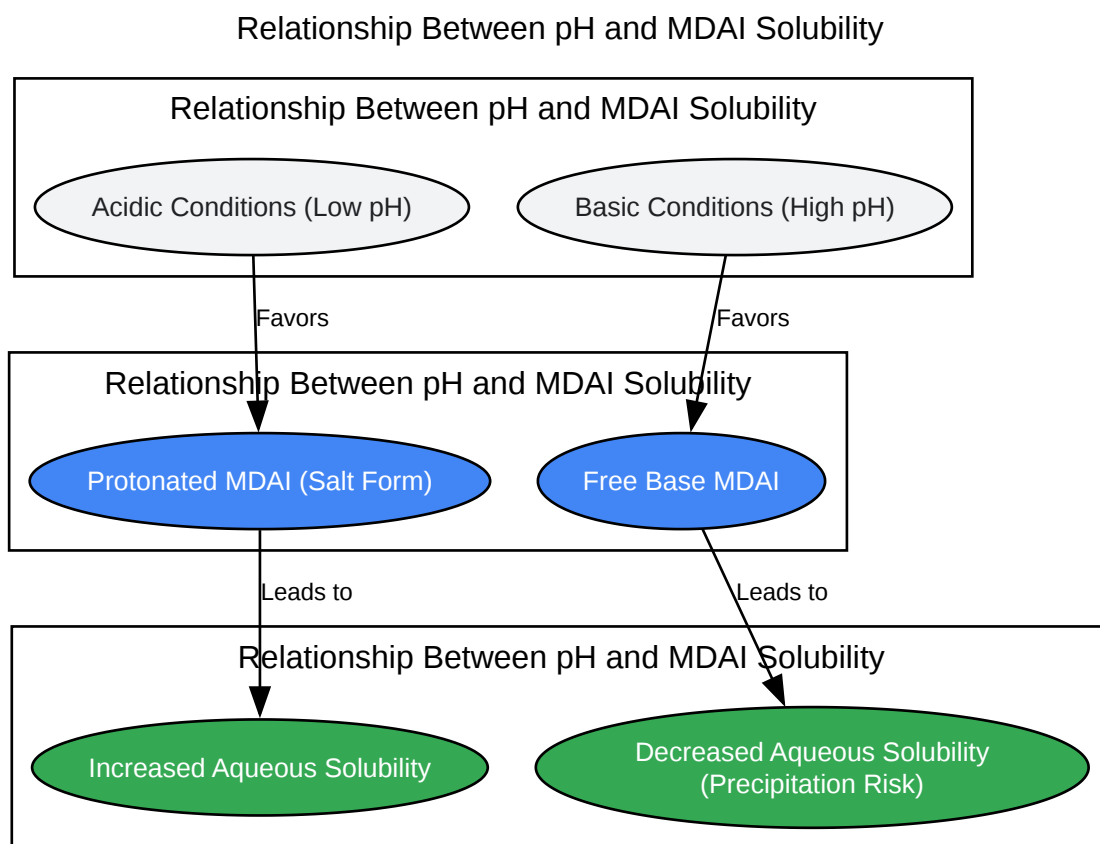 Relationship Between pH and MDAI Solubility
Relationship Between pH and MDAI Solubility
Acidic Conditions (Low pH)
Basic Conditions (High pH)
Favors
Favors
Relationship Between pH and MDAI Solubility
Protonated MDAI (Salt Form)
Free Base MDAI
Leads to
Leads to
Relationship Between pH and MDAI Solubility
Increased Aqueous Solubility
Decreased Aqueous Solubility
(Precipitation Risk)